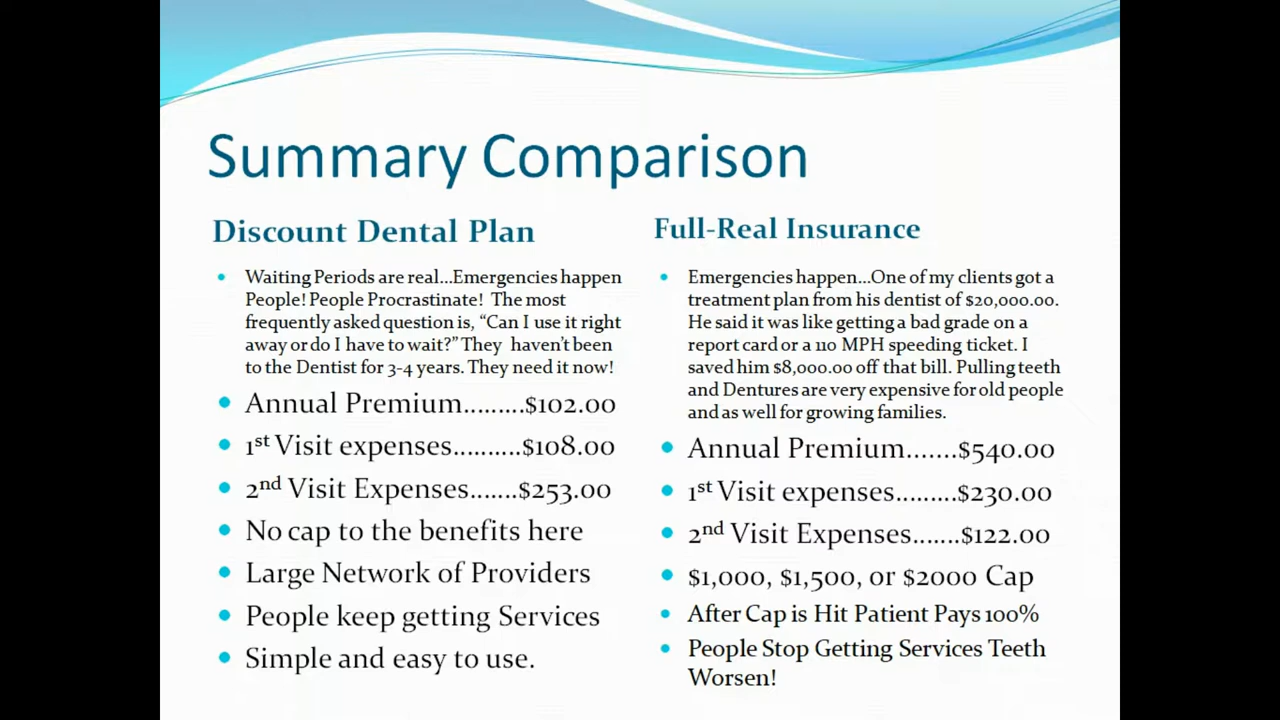 Summary Comparison
Discount Dental Plan
Waiting Periods are real...Emergencies happen
People! People Procrastinate! The most
frequently asked question is, “Can I use it right
away or do I have to wait?” They haven’t been
to the Dentist for 3-4 years. They need it now!
Annual Premium.........$102.00
1st Visit expenses..........$108.00
2nd Visit Expenses.......$253.00
No cap to the benefits here
Large Network of Providers
People keep getting Services
Simple and easy to use.
Full-Real Insurance
Emergencies happen...One of my clients got a
treatment plan from his dentist of $20,000.00.
He said it was like getting a bad grade on a
report card or a 110 MPH speeding ticket. I
saved him $8,000.00 off that bill. Pulling teeth
and Dentures are very expensive for old people
and as well for growing families.
Annual Premium.......$540.00
1st Visit expenses.........$230.00
2nd Visit Expenses.......$122.00
$1,000, $1,500, or $2000 Cap
After Cap is Hit Patient Pays 100%
People Stop Getting Services Teeth
Worsen!